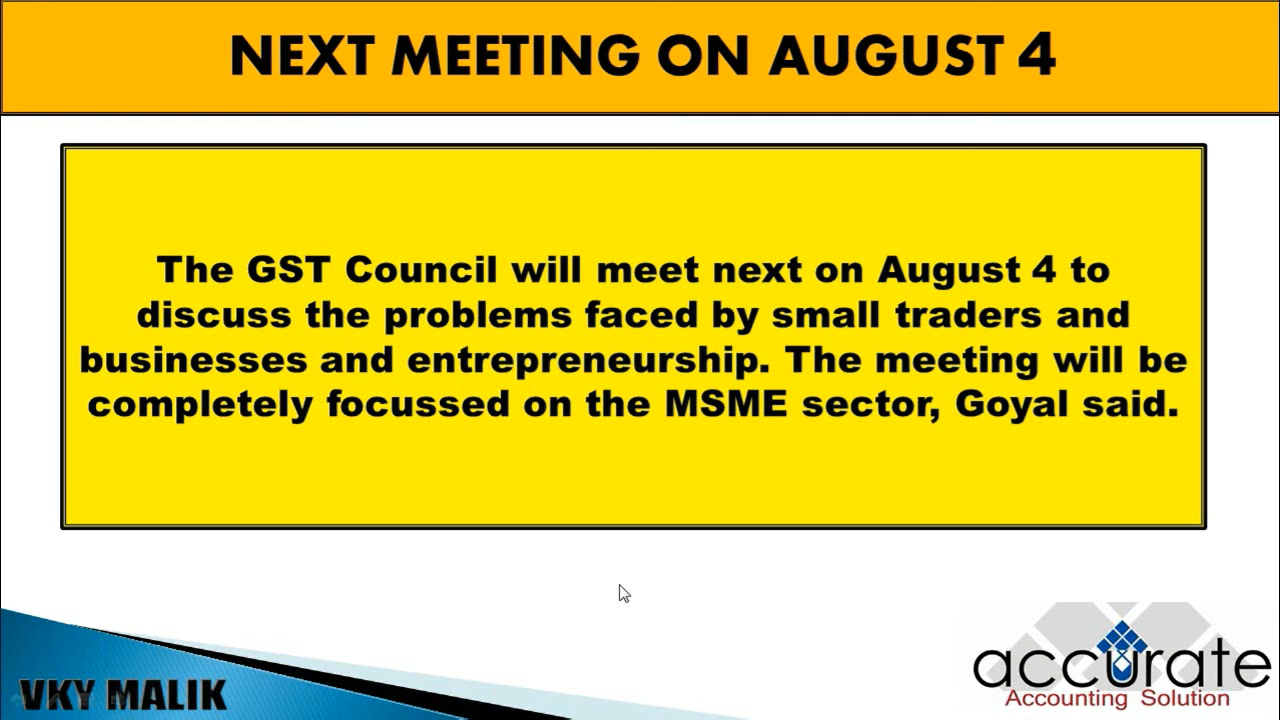 NEXT MEETING ON AUGUST 4
The GST Council will meet next on August 4 to
discuss the problems faced by small traders and
businesses and entrepreneurship. The meeting will be
completely focussed on the MSME sector, Goyal said.
VKY MALIK
accurate
Accounting Solution